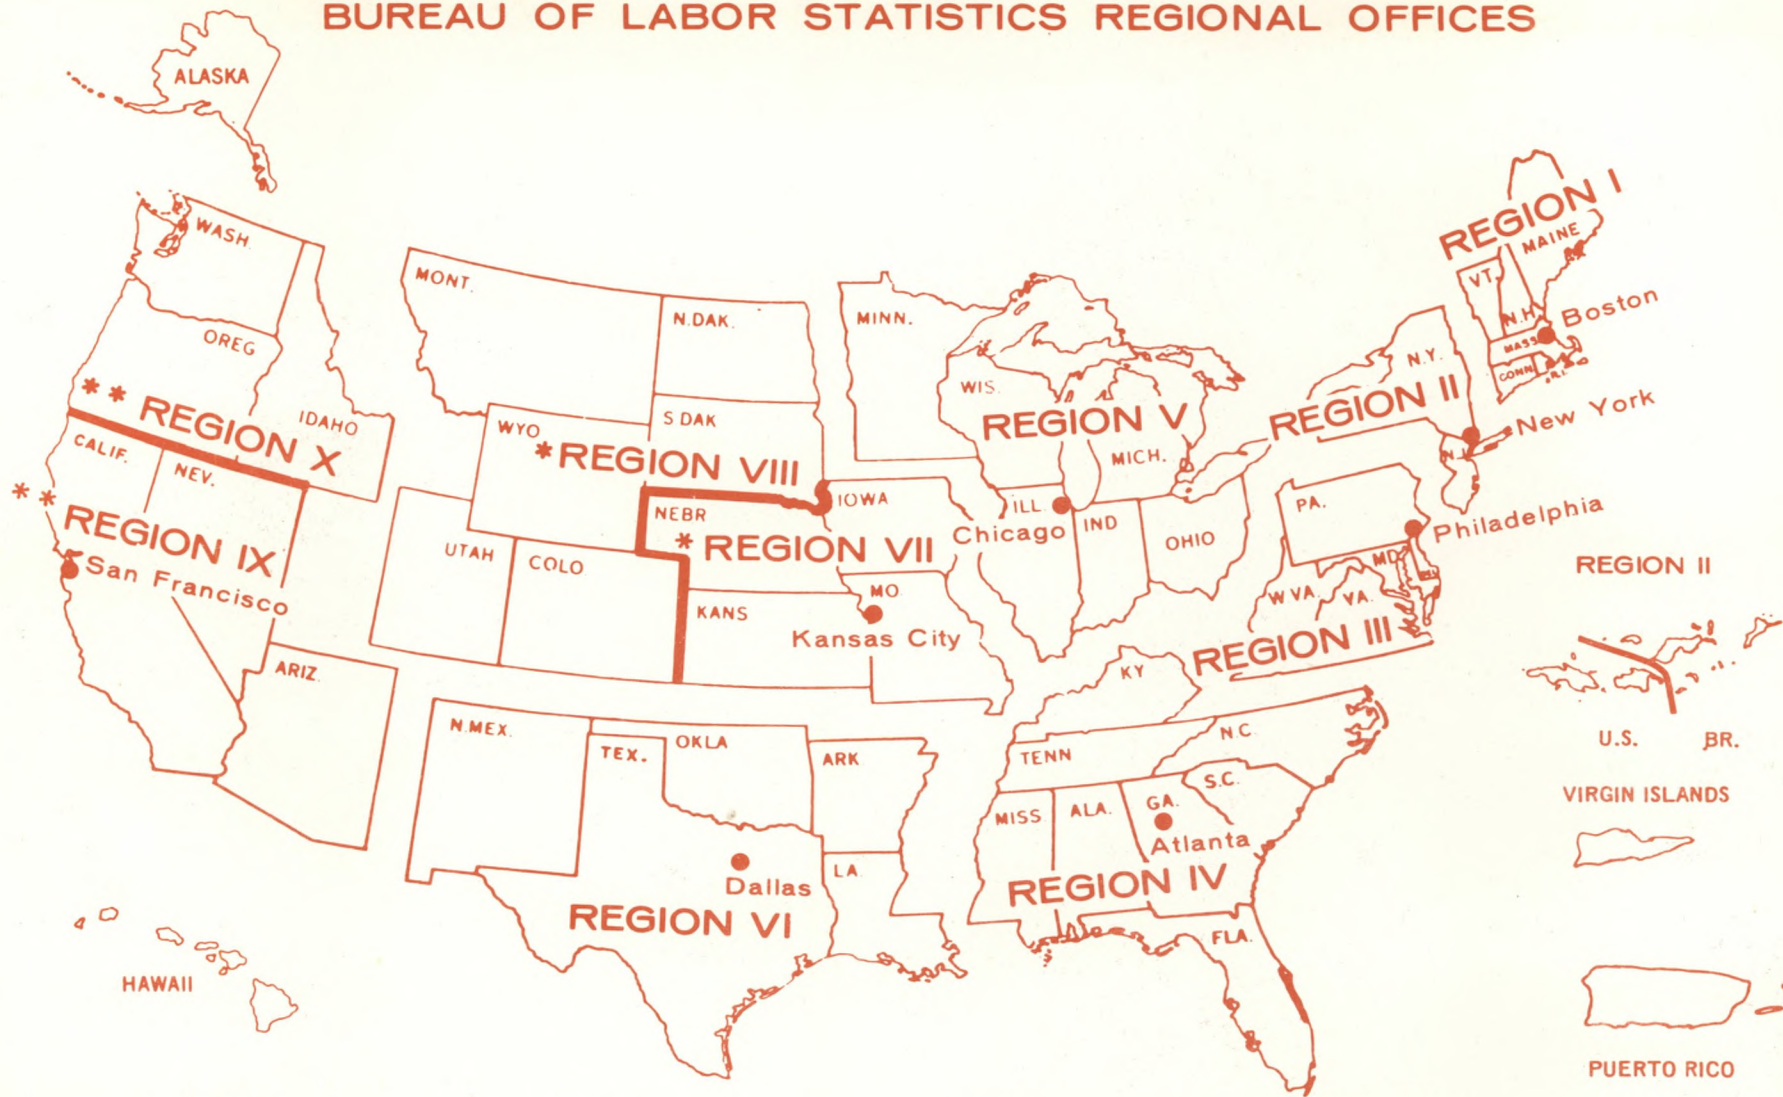 BUREAU OF LABOR STATISTICS REGIONAL OFFICES
ALASKA
REGION I
MAINE
WASH.
VT.
MONT.
N.H.
Boston
N.DAK.
MINN.
OREG
MASS
N.Y.
CONN
R.I.
WIS.
* * REGION X
IDAHO
S DAK
REGION V
REGION II
New York
WYO
CALIF.
NEV.
* REGION VIII
MICH.
N.J.
* *
REGION IX
IOWA
NEBR
ILL.
PA.
* REGION VII
Chicago
IND
OHIO
Philadelphia
San Francisco
UTAH
COLO
MD
REGION II
KANS
MO
W VA.
VA.
Kansas City
REGION III
ARIZ.
KY
N.MEX.
TEX.
OKLA
ARK
TENN
N.C.
U.S. BR.
S.C.
VIRGIN ISLANDS
MISS
ALA.
GA.
Atlanta
Dallas
LA
REGION IV
REGION VI
FLA.
HAWAII
PUERTO RICO